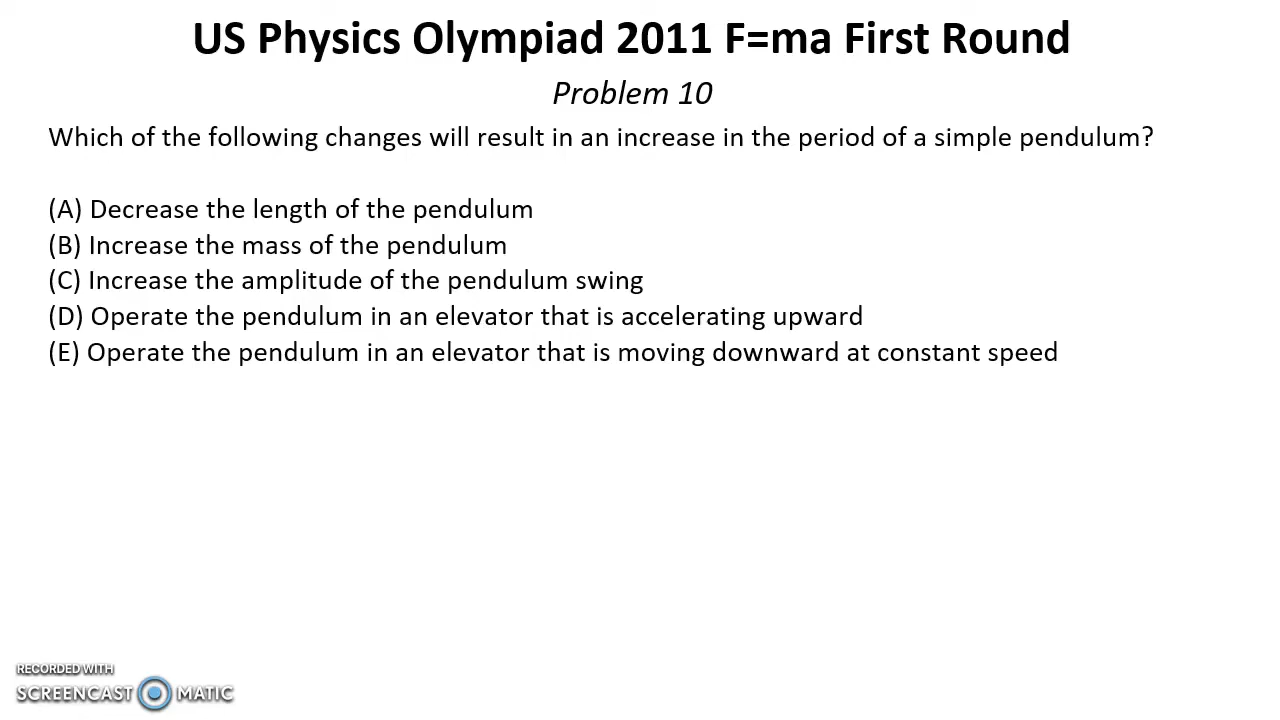 US Physics Olympiad 2011 F=ma First Round
Problem 10
Which of the following changes will result in an increase in the period of a simple pendulum?
(A) Decrease the length of the pendulum
(B) Increase the mass of the pendulum
(C) Increase the amplitude of the pendulum swing
(D) Operate the pendulum in an elevator that is accelerating upward
(E) Operate the pendulum in an elevator that is moving downward at constant speed
RECORDED WITH
SCREENCAST MATIC